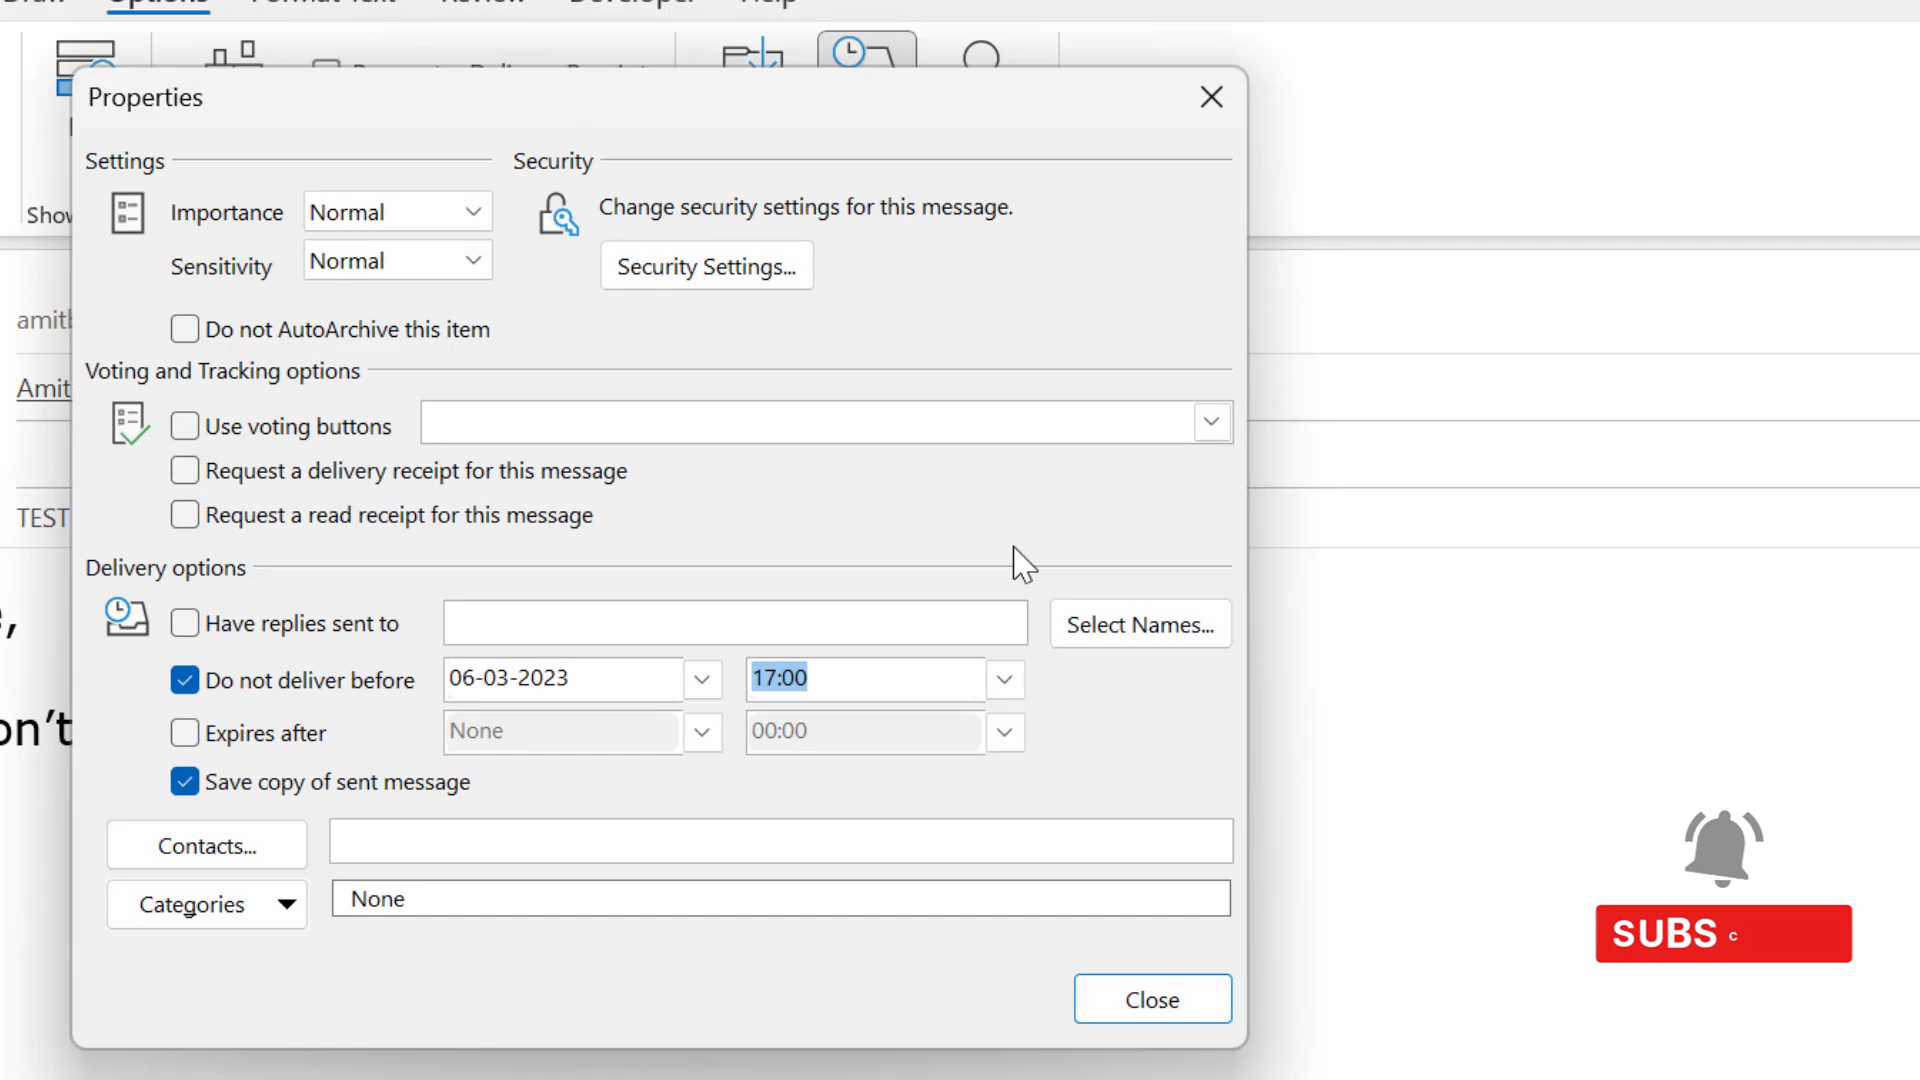 Options
Help
Properties
Settings
Security
Importance
Normal
Change security settings for this message.
Sensitivity
Normal
Security Settings...
Show
Do not AutoArchive this item
Voting and Tracking options
Amit
Use voting buttons
Request a delivery receipt for this message
Request a read receipt for this message
TEST
Delivery options
Have replies sent to
Select Names...
Do not deliver before
06-03-2023
17:00
on't
Expires after
None
00:00
Save copy of sent message
Contacts...
Categories
None
SUBS c
Close